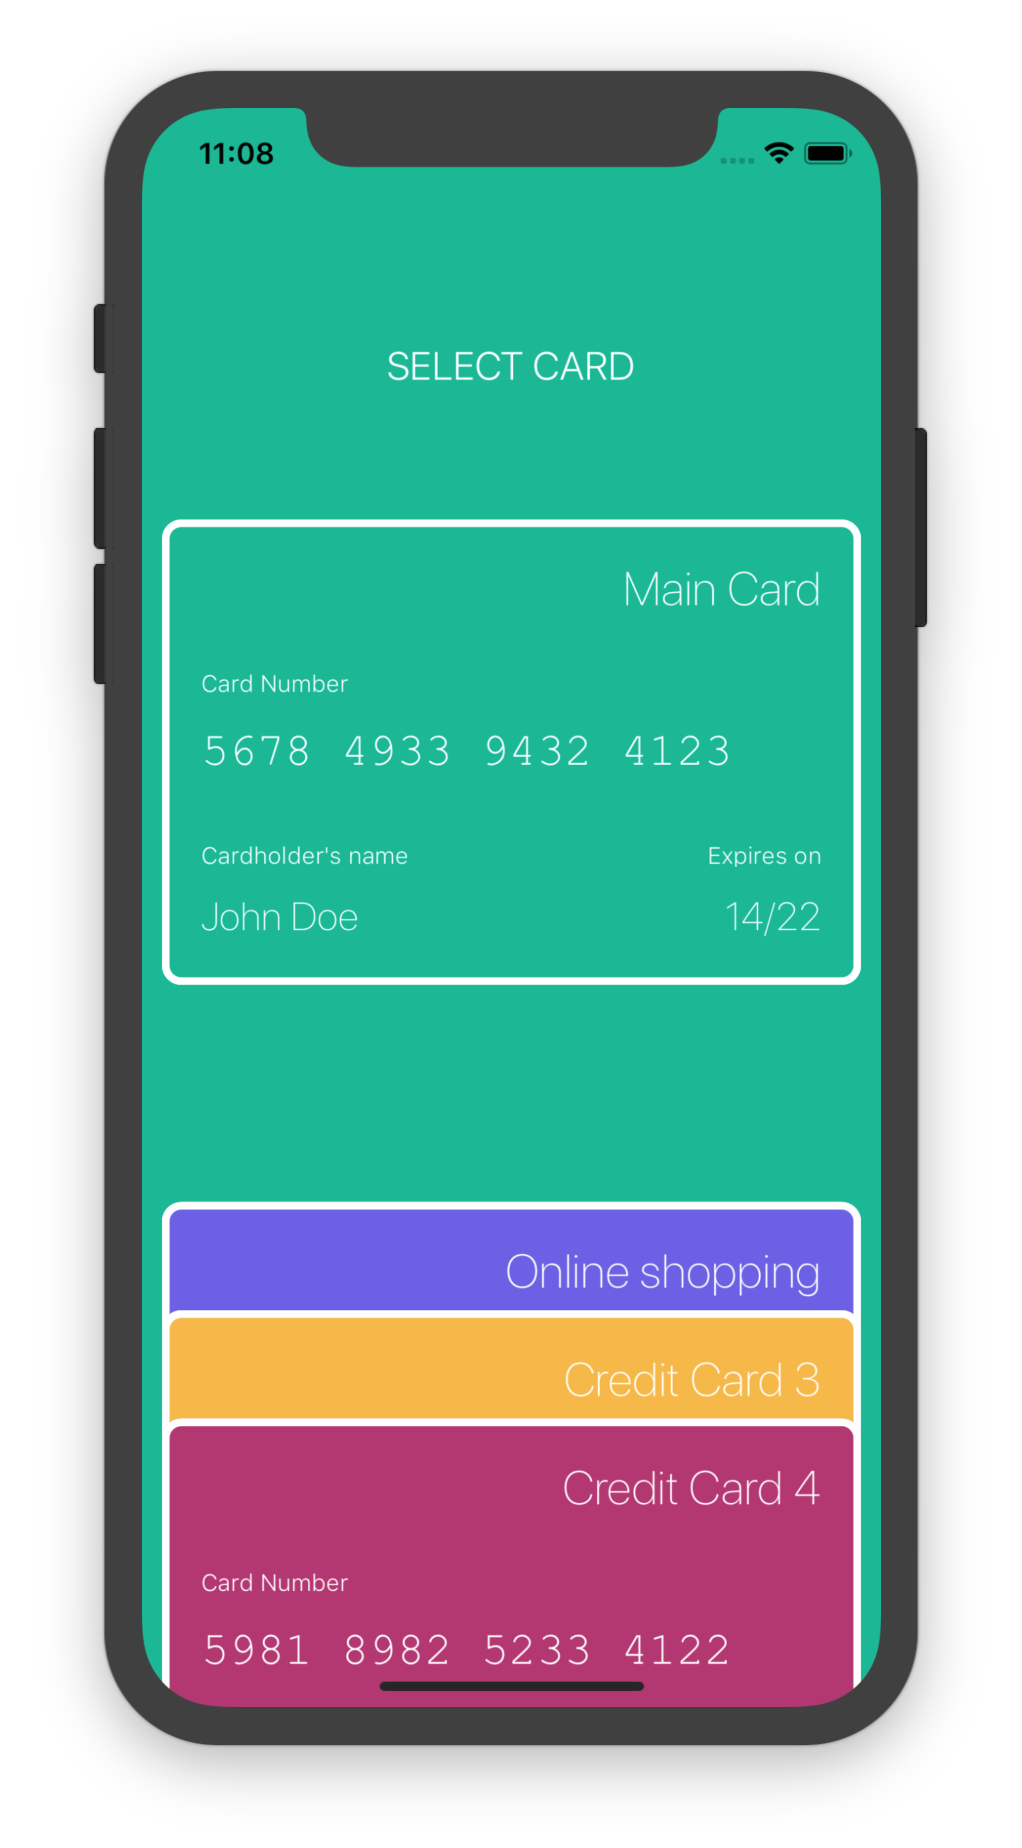 11:08
SELECT CARD
Main Card
Card Number
5678 4933 9432 4123
Cardholder's name Expires on
John Doe 14/22
Online shopping
Credit Card 3
Credit Card 4
Card Number
5981 8982 5233 4122